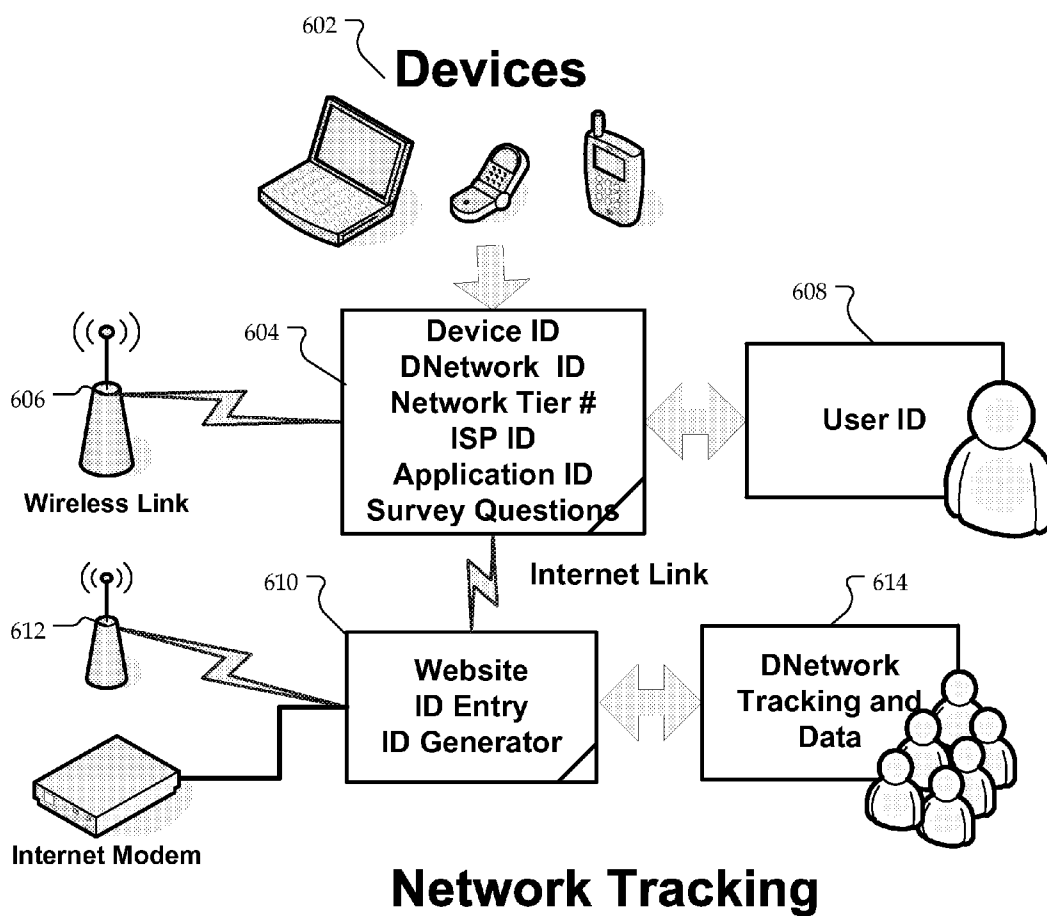 602
Devices
608
604
Device ID
DNetwork ID
Network Tier #
ISP ID
Application ID
Survey Questions
606
User ID
Wireless Link
610
Internet Link
614
612
Website
ID Entry
ID Generator
DNetwork
Tracking and
Data
Internet Modem
Network Tracking